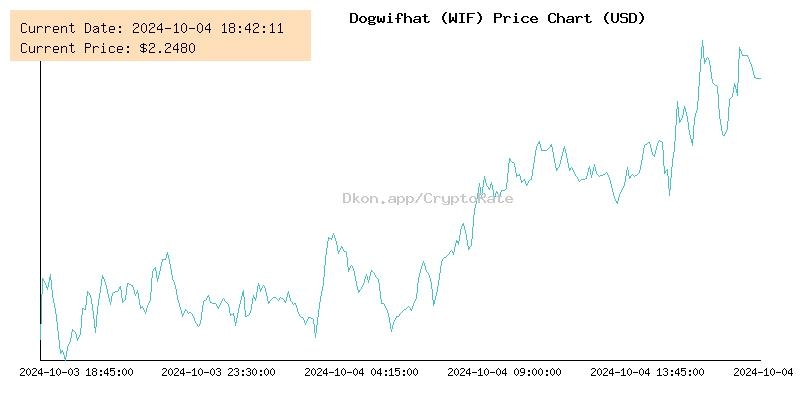 Dogwifhat (WIF) Price Chart (USD)
Current Date: 2024-10-04 18:42:11
Current Price: $2.2480
Dkon.app/CryptoRate
2024-10-03 18:45:00 2024-10-03 23:30:00 2024-10-04 04:15:00 2024-10-04 09:00:00 2024-10-04 13:45:00 2024-10-04